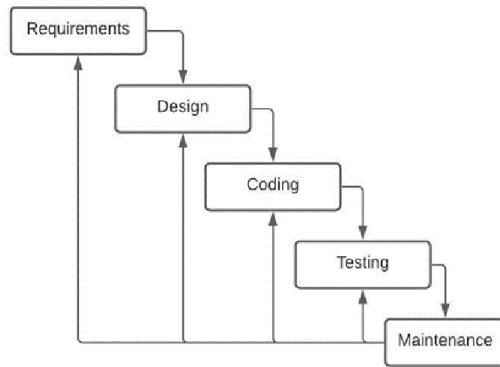 Requirements
Design
Coding
Testing
Maintenance